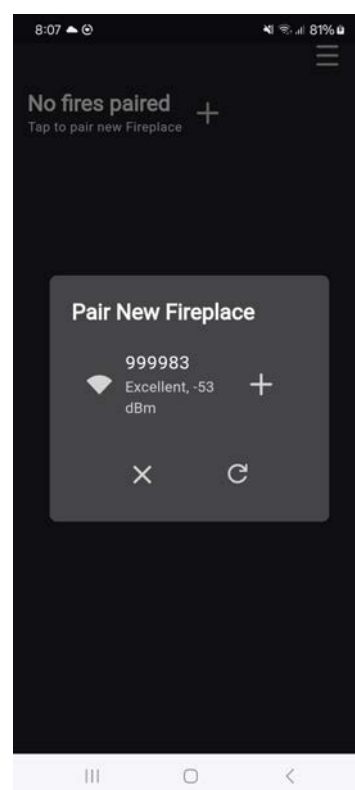 8:07 81%
No fires paired
Tap to pair new Fireplace
Pair New Fireplace
999983
Excellent, -53
dBm